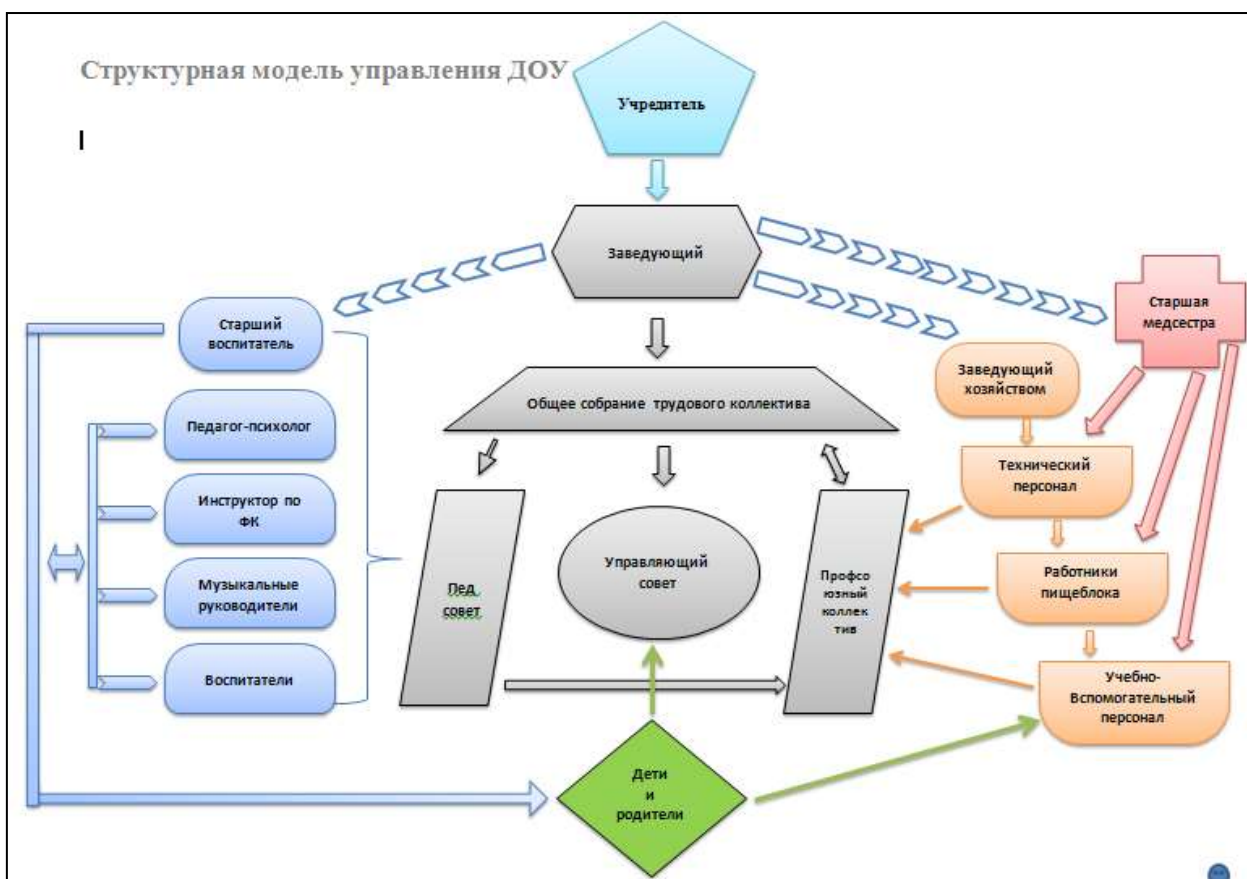 Структурная модель управления ДОУ
Учредитель
Заведующий
Старший
воспитатель
Старшая
медсестра
Заведующий
хозяйством
Общее собрание трудового коллектива
Педагог-психолог
Технический
персонал
Инструктор по
ФК
Управляющий
совет
Пед.
совет
Профсо
юзный
коллек
тив
Работники
пищеблока
Музыкальные
руководители
Воспитатели
Учебно-
Вспомогательный
персонал
Дети
и
родители